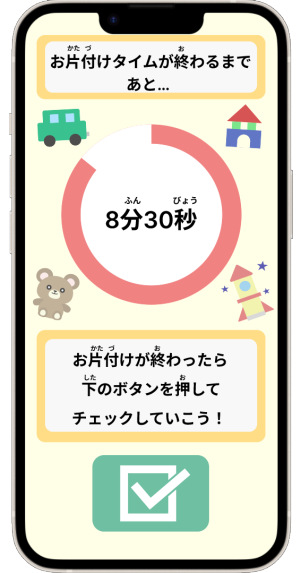 お片付けタイムが終わるまで
あと...
8分30秒
お片付けが終わったら
下のボタンを押して
チェックしていこう！